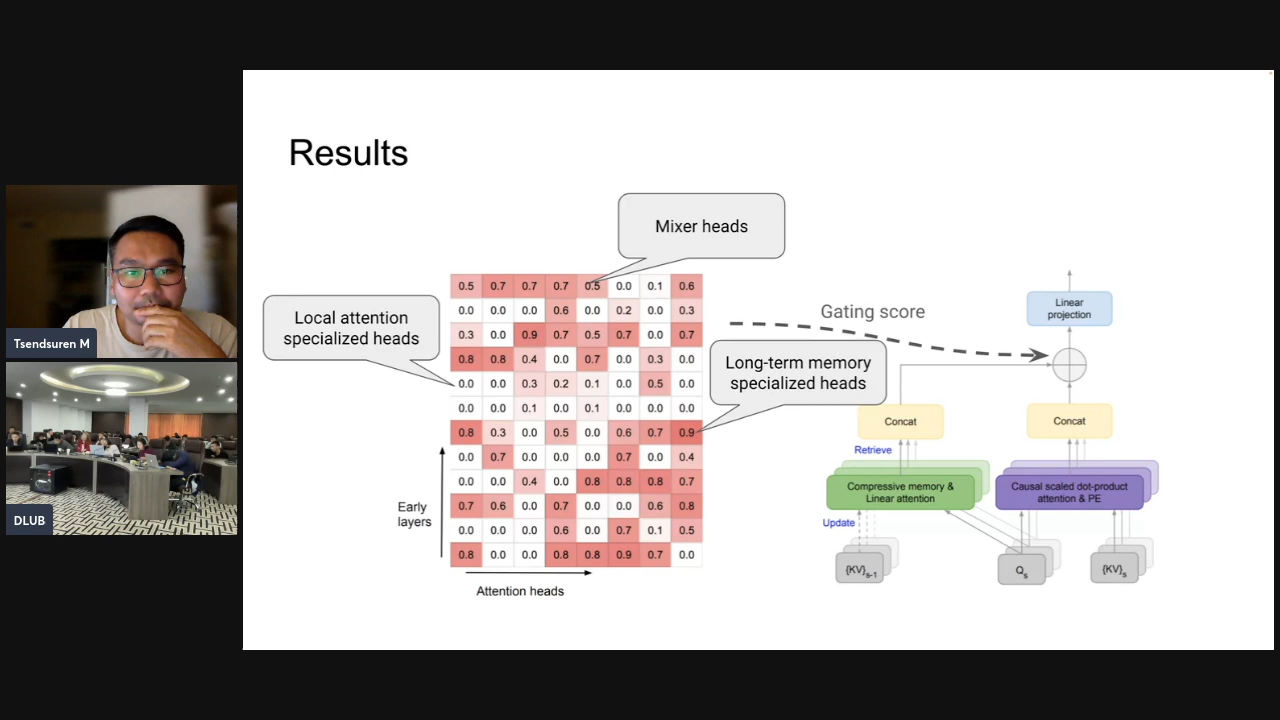 Results
Mixer heads
Local attention
specialized heads
Gating score
Long-term memory
specialized heads
0.5 0.7 0.7 0.7 0.5 0.0 0.1 0.6
0.0 0.0 0.0 0.6 0.0 0.2 0.0 0.3
0.3 0.0 0.9 0.7 0.5 0.7 0.0 0.7
0.8 0.8 0.4 0.0 0.7 0.0 0.3 0.0
0.0 0.0 0.3 0.2 0.1 0.0 0.5 0.0
0.0 0.0 0.1 0.0 0.1 0.0 0.0 0.0
0.8 0.3 0.0 0.5 0.0 0.6 0.7 0.9
0.0 0.7 0.0 0.0 0.0 0.7 0.0 0.4
0.0 0.0 0.4 0.0 0.8 0.8 0.8 0.7
0.7 0.6 0.0 0.7 0.0 0.0 0.6 0.8
0.0 0.0 0.0 0.6 0.0 0.7 0.1 0.5
0.8 0.0 0.0 0.8 0.8 0.9 0.7 0.0
Early
layers
Attention heads
Linear
projection
Concat
Concat
Retrieve
Compressive memory &
Linear attention
Causal scaled dot-product
attention & PE
Update
{KV}s-1
Qs
{KV}s
Tsendsuren M
DLUB